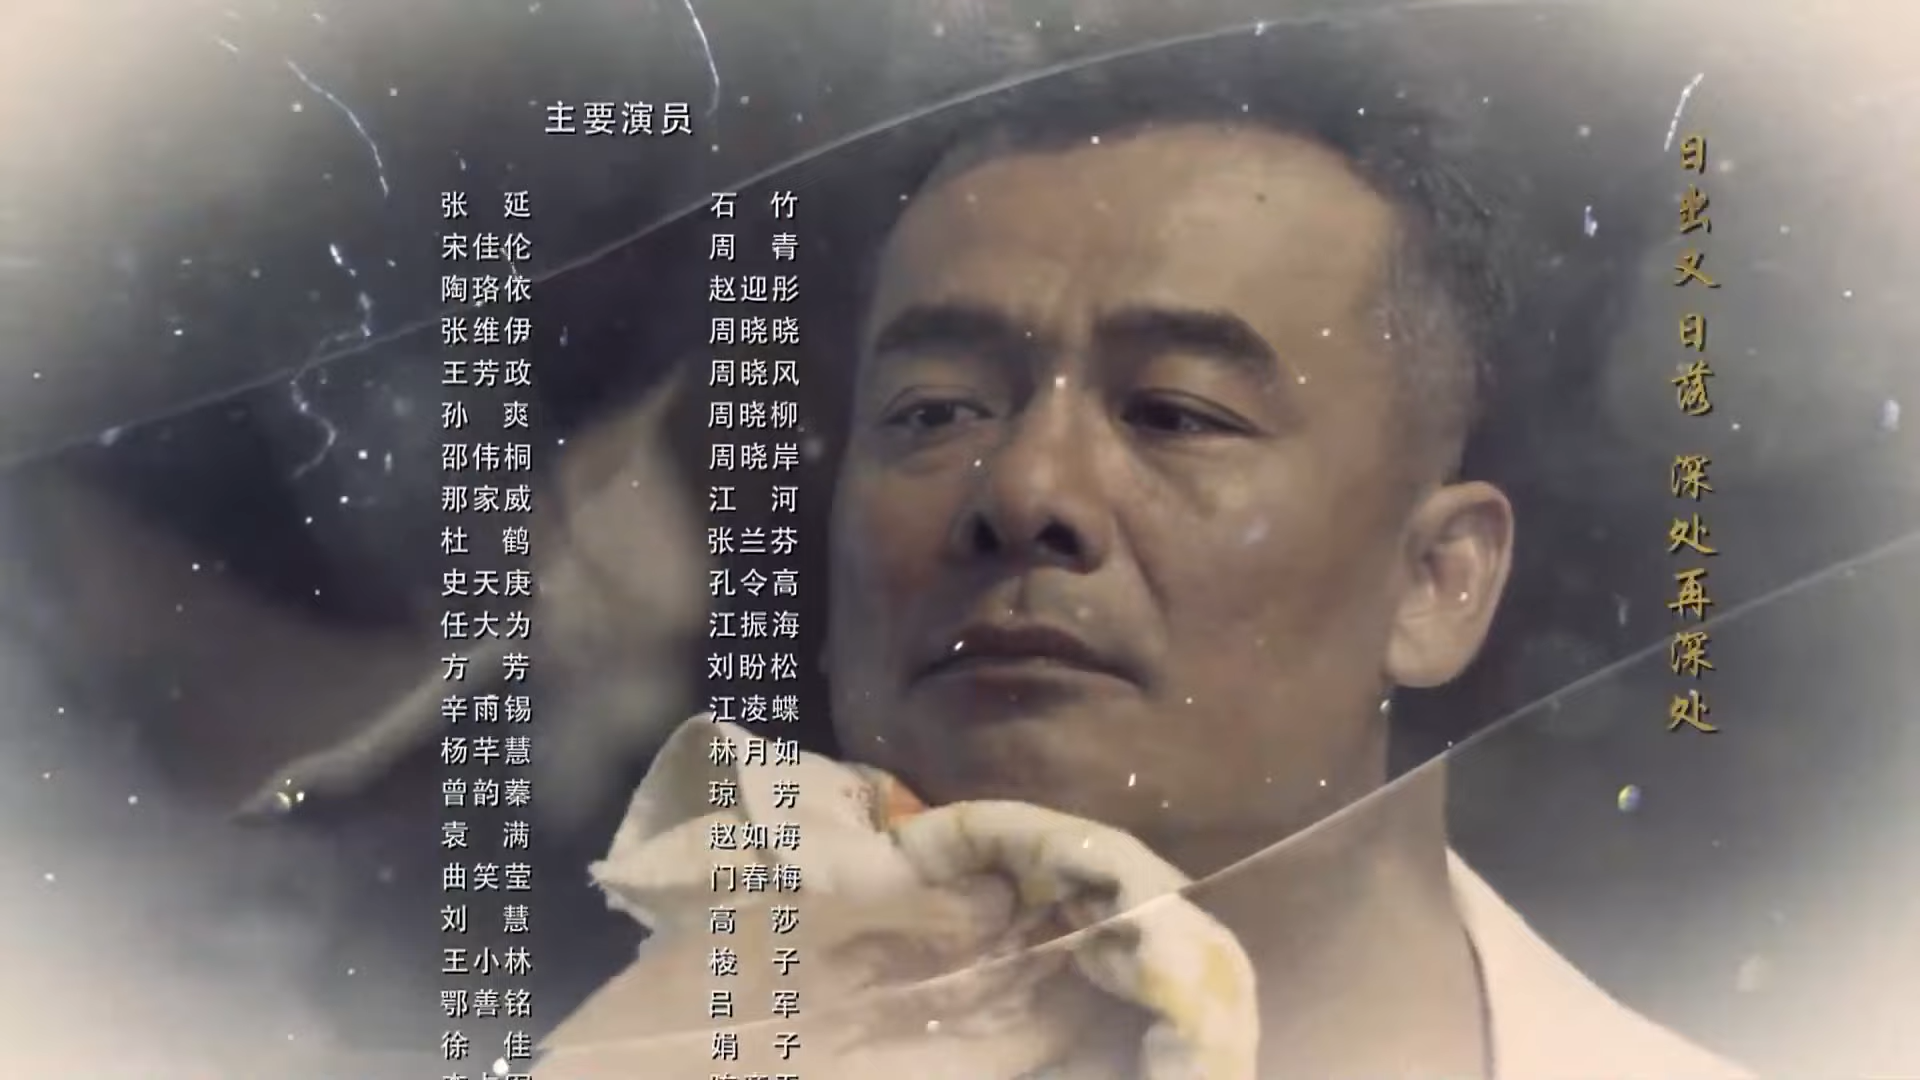 主要演员
张延 石竹
宋佳伦 周青
陶珞依 赵迎彤
张维伊 周晓晓
王芳政 周晓风
孙爽 周晓柳
邵伟桐 周晓岸
那家威 江河
杜鹤 张兰芬
史天庚 孔令高
任大为 江振海
方芳 刘盼松
辛雨锡 江凌蝶
杨芊慧 林月如
曾韵蓁 琼芳
袁满 赵如海
曲笑莹 门春梅
刘慧 高莎
王小林 梭子
鄂善铭 吕军
徐佳 娟子
日出又日落 深处再深处